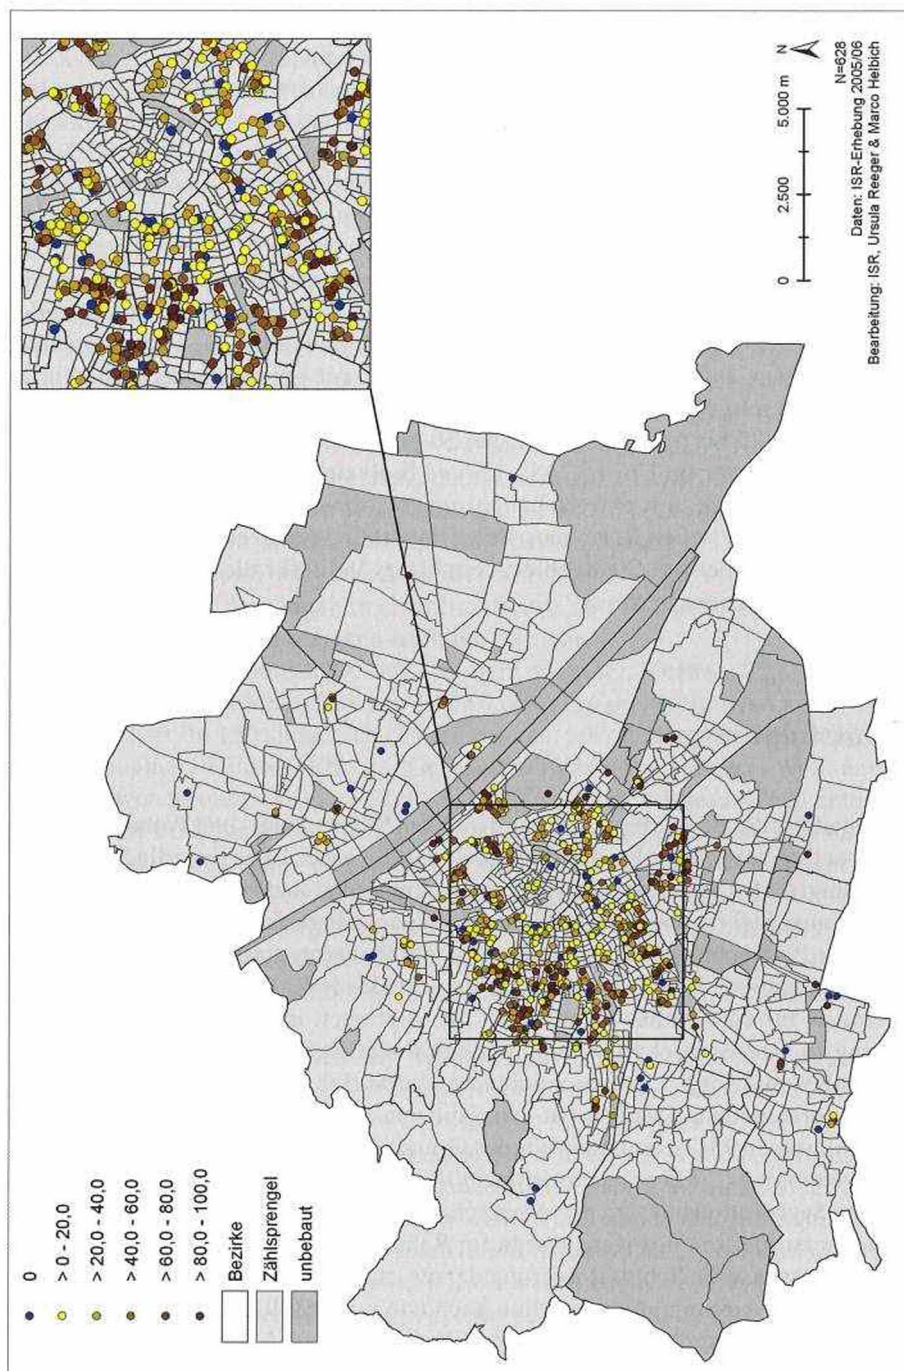 0
> 0 - 20,0
> 20,0 - 40,0
> 40,0 - 60,0
> 60,0 - 80,0
> 80,0 - 100,0
Bezirke
Zählsprengel
unbebaut
N
0 2.500 5.000 m
N=628
Daten: ISR-Erhebung 2005/06
Bearbeitung: ISR, Ursula Reeger & Marco Helbich